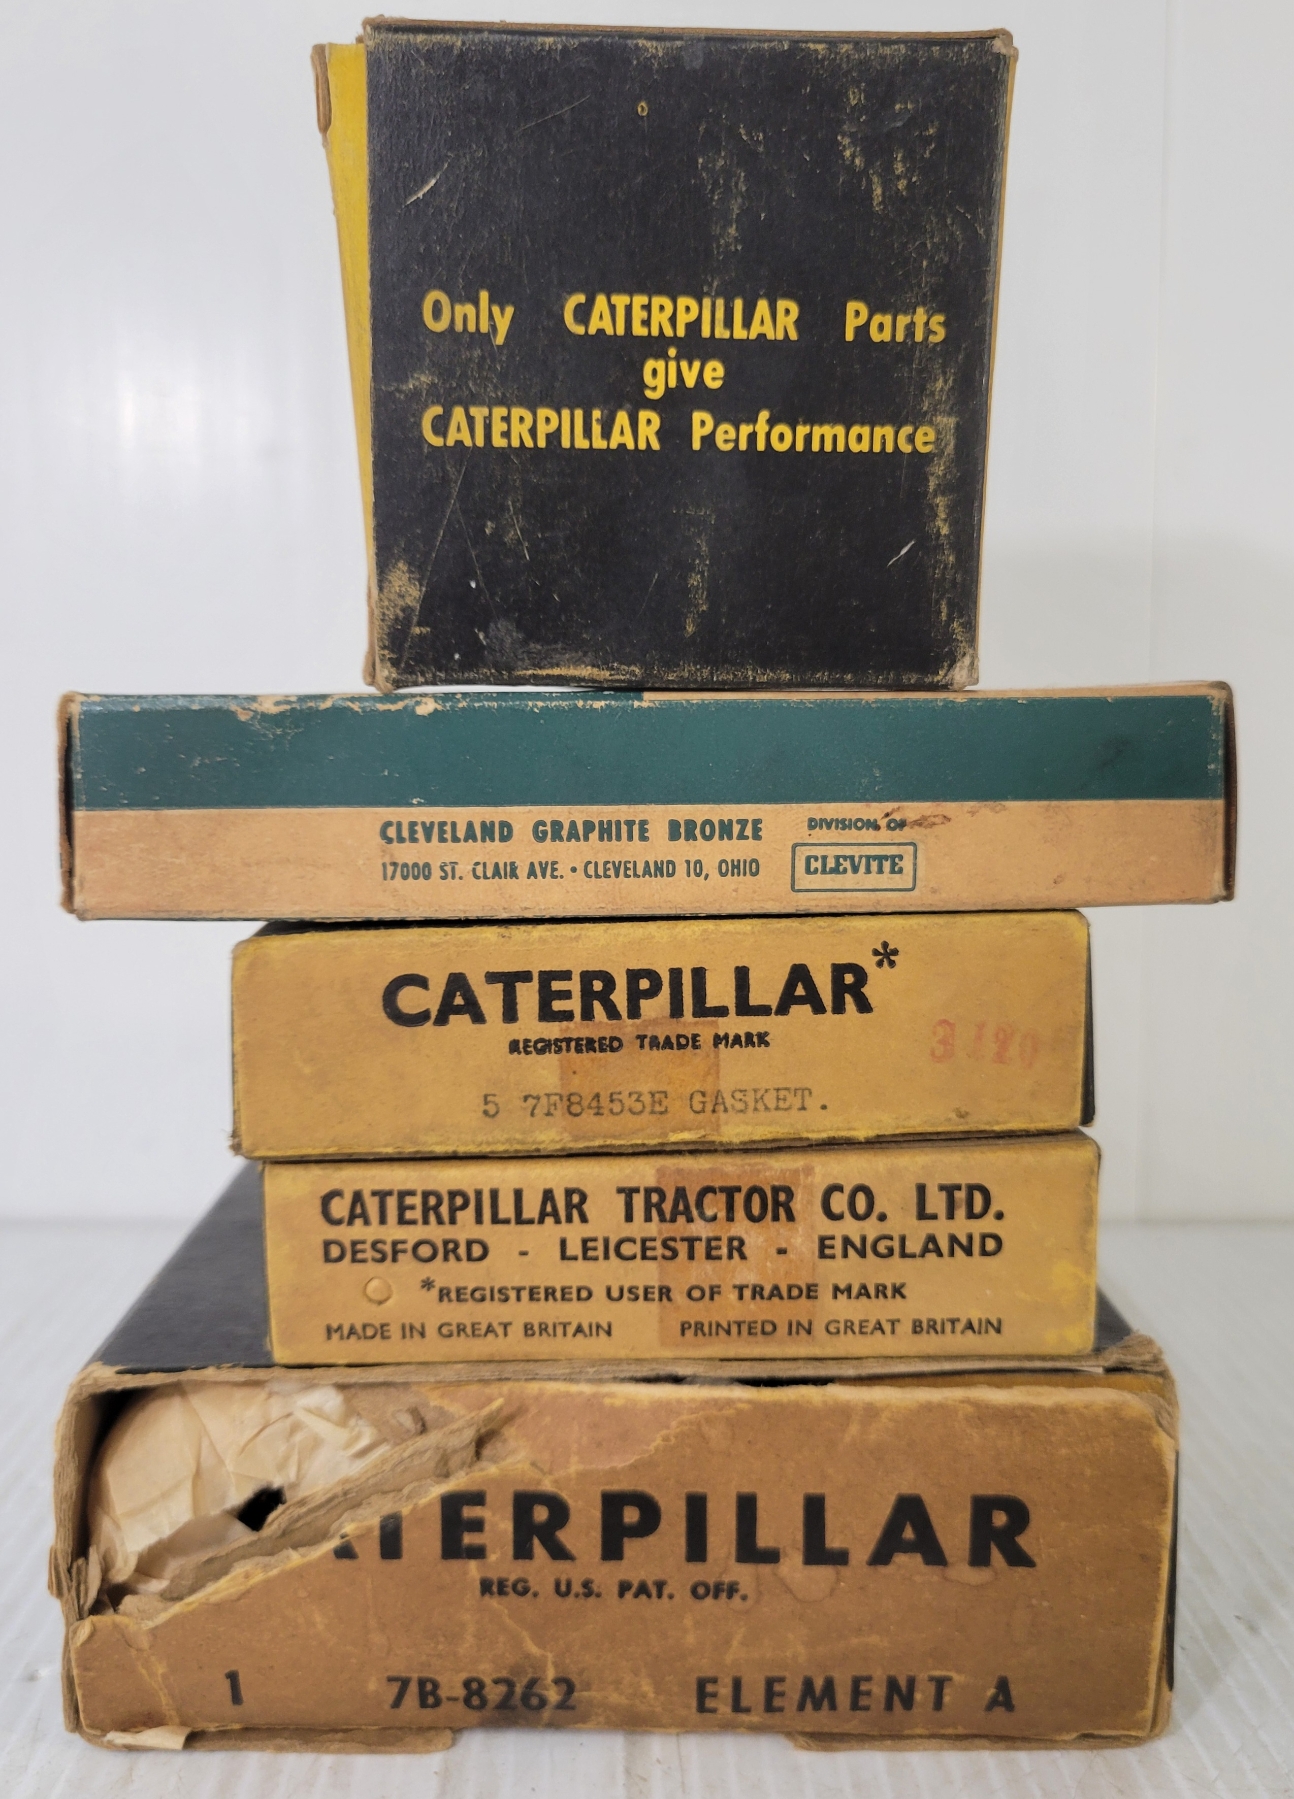 Only CATERPILLAR Parts
give
CATERPILLAR Performance
CLEVELAND GRAPHITE BRONZE
17000 ST. CLAIR AVE. • CLEVELAND 10, OHIO
DIVISION OF
CLEVITE
CATERPILLAR*
REGISTERED TRADE MARK
5 7F8453E GASKET.
CATERPILLAR TRACTOR CO. LTD.
DESFORD - LEICESTER - ENGLAND
*REGISTERED USER OF TRADE MARK
MADE IN GREAT BRITAIN PRINTED IN GREAT BRITAIN
TERPILLAR
REG. U.S. PAT. OFF.
1 7B-8262 ELEMENT A